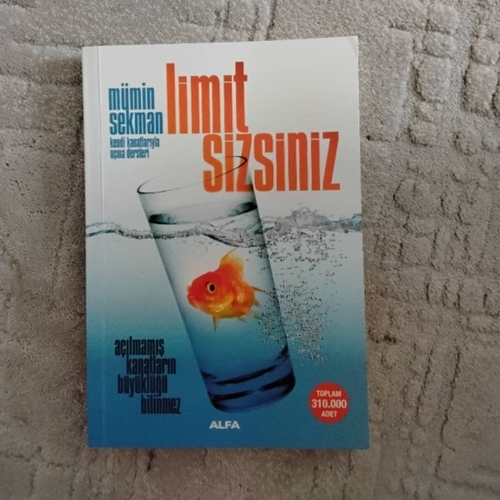 mümin
sekman
kendi kanatlarıyla
uçma dersleri
limit
sizsiniz
açılmamış
kanatların
büyüklüğü
bilinmez
TOPLAM
310.000
ADET
ALFA